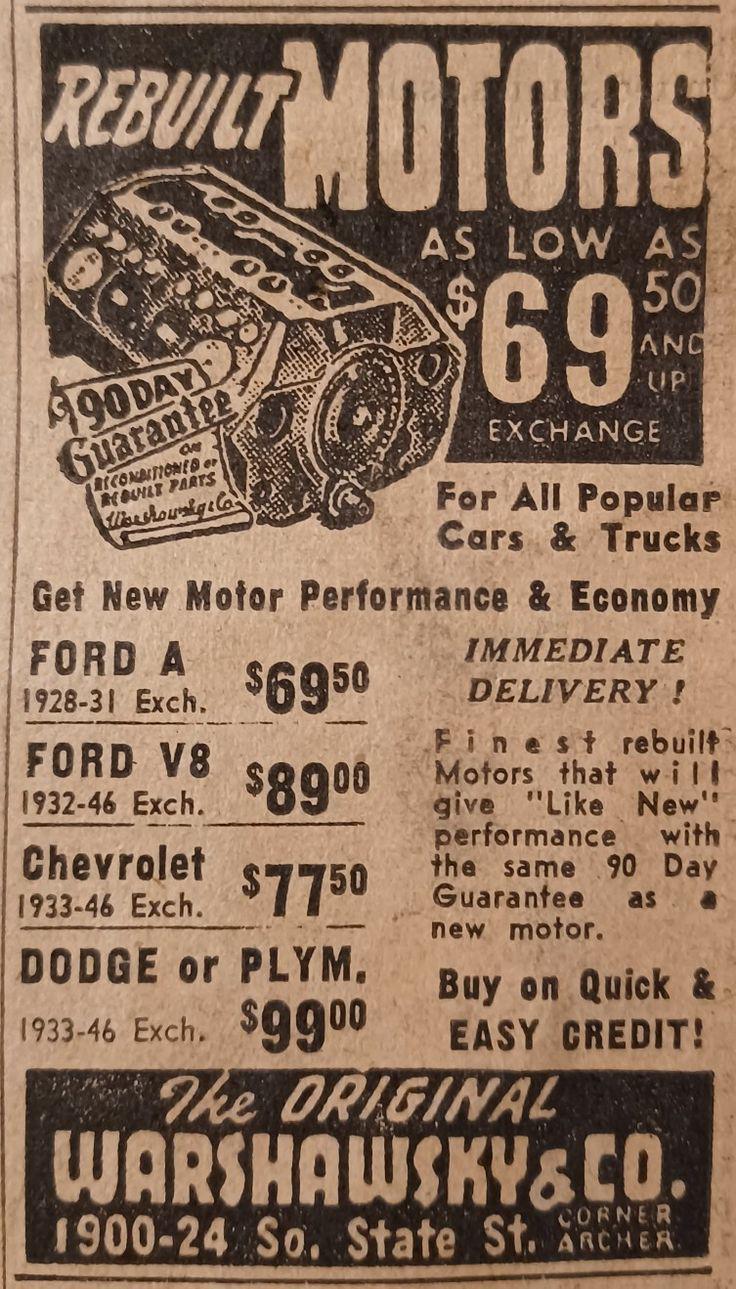 REBUILT MOTORS
AS LOW AS
$69 50
AND
UP
EXCHANGE
90 DAY
Guarantee
ON
RECONDITIONED or
REBUILT PARTS
Warshawsky & Co.
For All Popular
Cars & Trucks
Get New Motor Performance & Economy
FORD A
1928-31 Exch. $69 50
FORD V8
1932-46 Exch. $89 00
Chevrolet
1933-46 Exch. $77 50
DODGE or PLYM.
1933-46 Exch. $99 00
IMMEDIATE
DELIVERY!
Finest rebuilt
Motors that will
give "Like New"
performance with
the same 90 Day
Guarantee as a
new motor.
Buy on Quick &
EASY CREDIT!
The ORIGINAL
WARSHAWSKY & CO.
1900-24 So. State St. CORNER
ARCHER